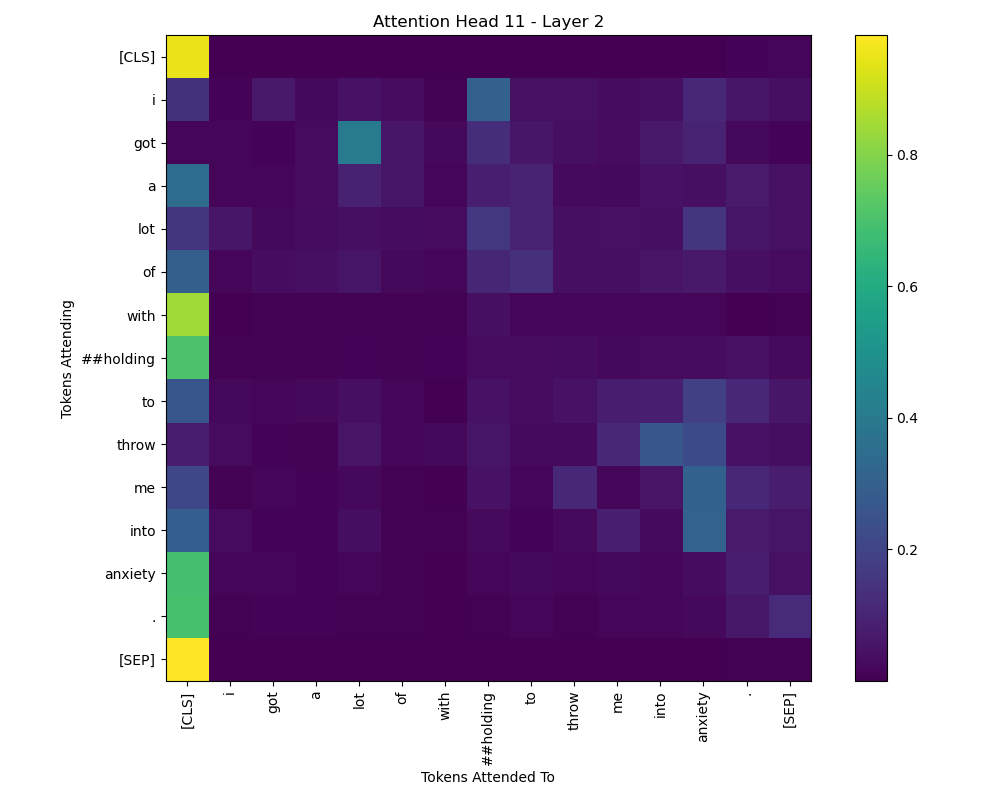 Attention Head 11 - Layer 2
Tokens Attending
[CLS]
i
got
a
lot
of
with
##holding
to
throw
me
into
anxiety
.
[SEP]
[CLS]
i
got
a
lot
of
with
##holding
to
throw
me
into
anxiety
.
[SEP]
Tokens Attended To
0.8
0.6
0.4
0.2